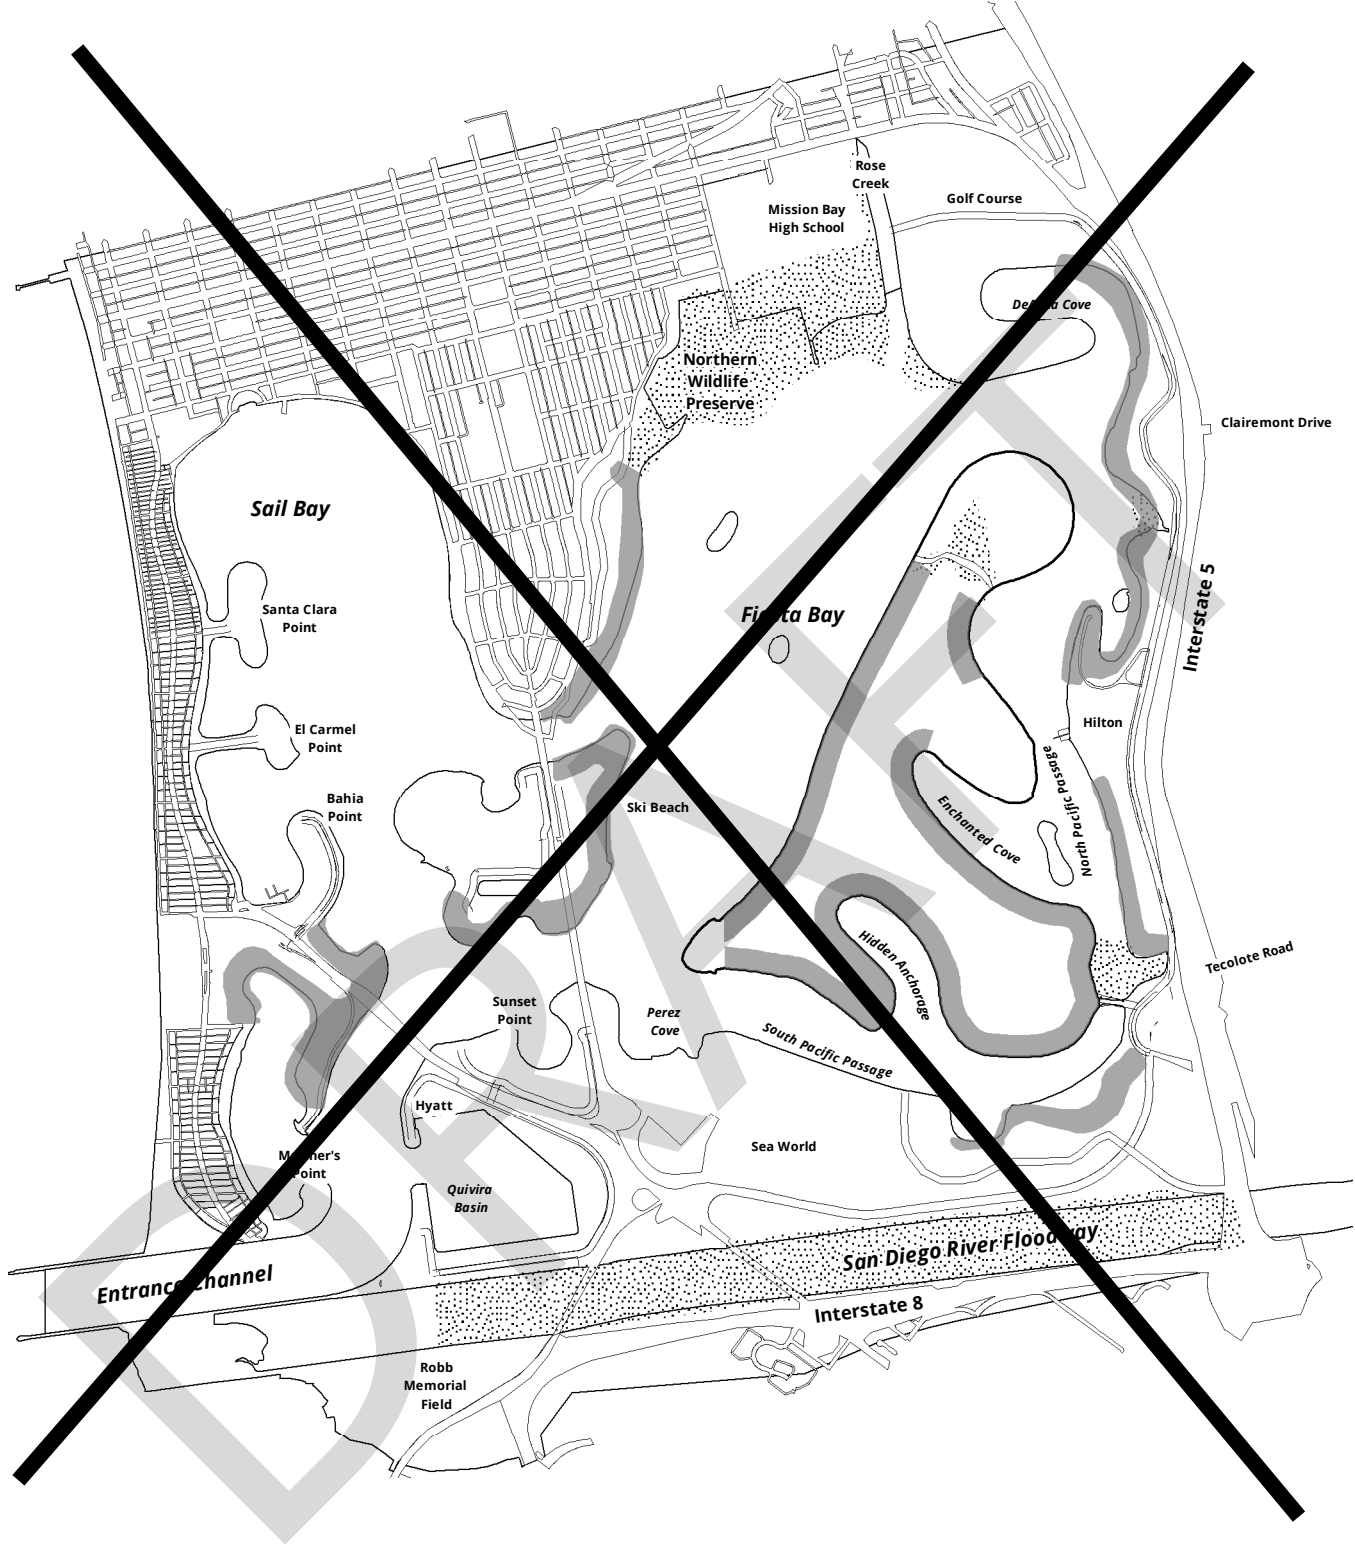 Rose
Creek
Golf Course
Mission Bay
High School
Cove
Northern
Wildlife
Preserve
Clairemont Drive
Sail Bay
Interstate 5
Santa Clara
Point
Bay
El Carmel
Point
Hilton
North Pacific Passage
Bahia
Point
Ski Beach
Enchanted Cove
Hidden Anchorage
Tecolote Road
Sunset
Point
Perez
Cove
South Pacific Passage
Hyatt
Sea World
Point
Quivira
Basin
San Diego River Floodway
Entrance Channel
Interstate 8
Robb
Memorial
Field
DRAFT